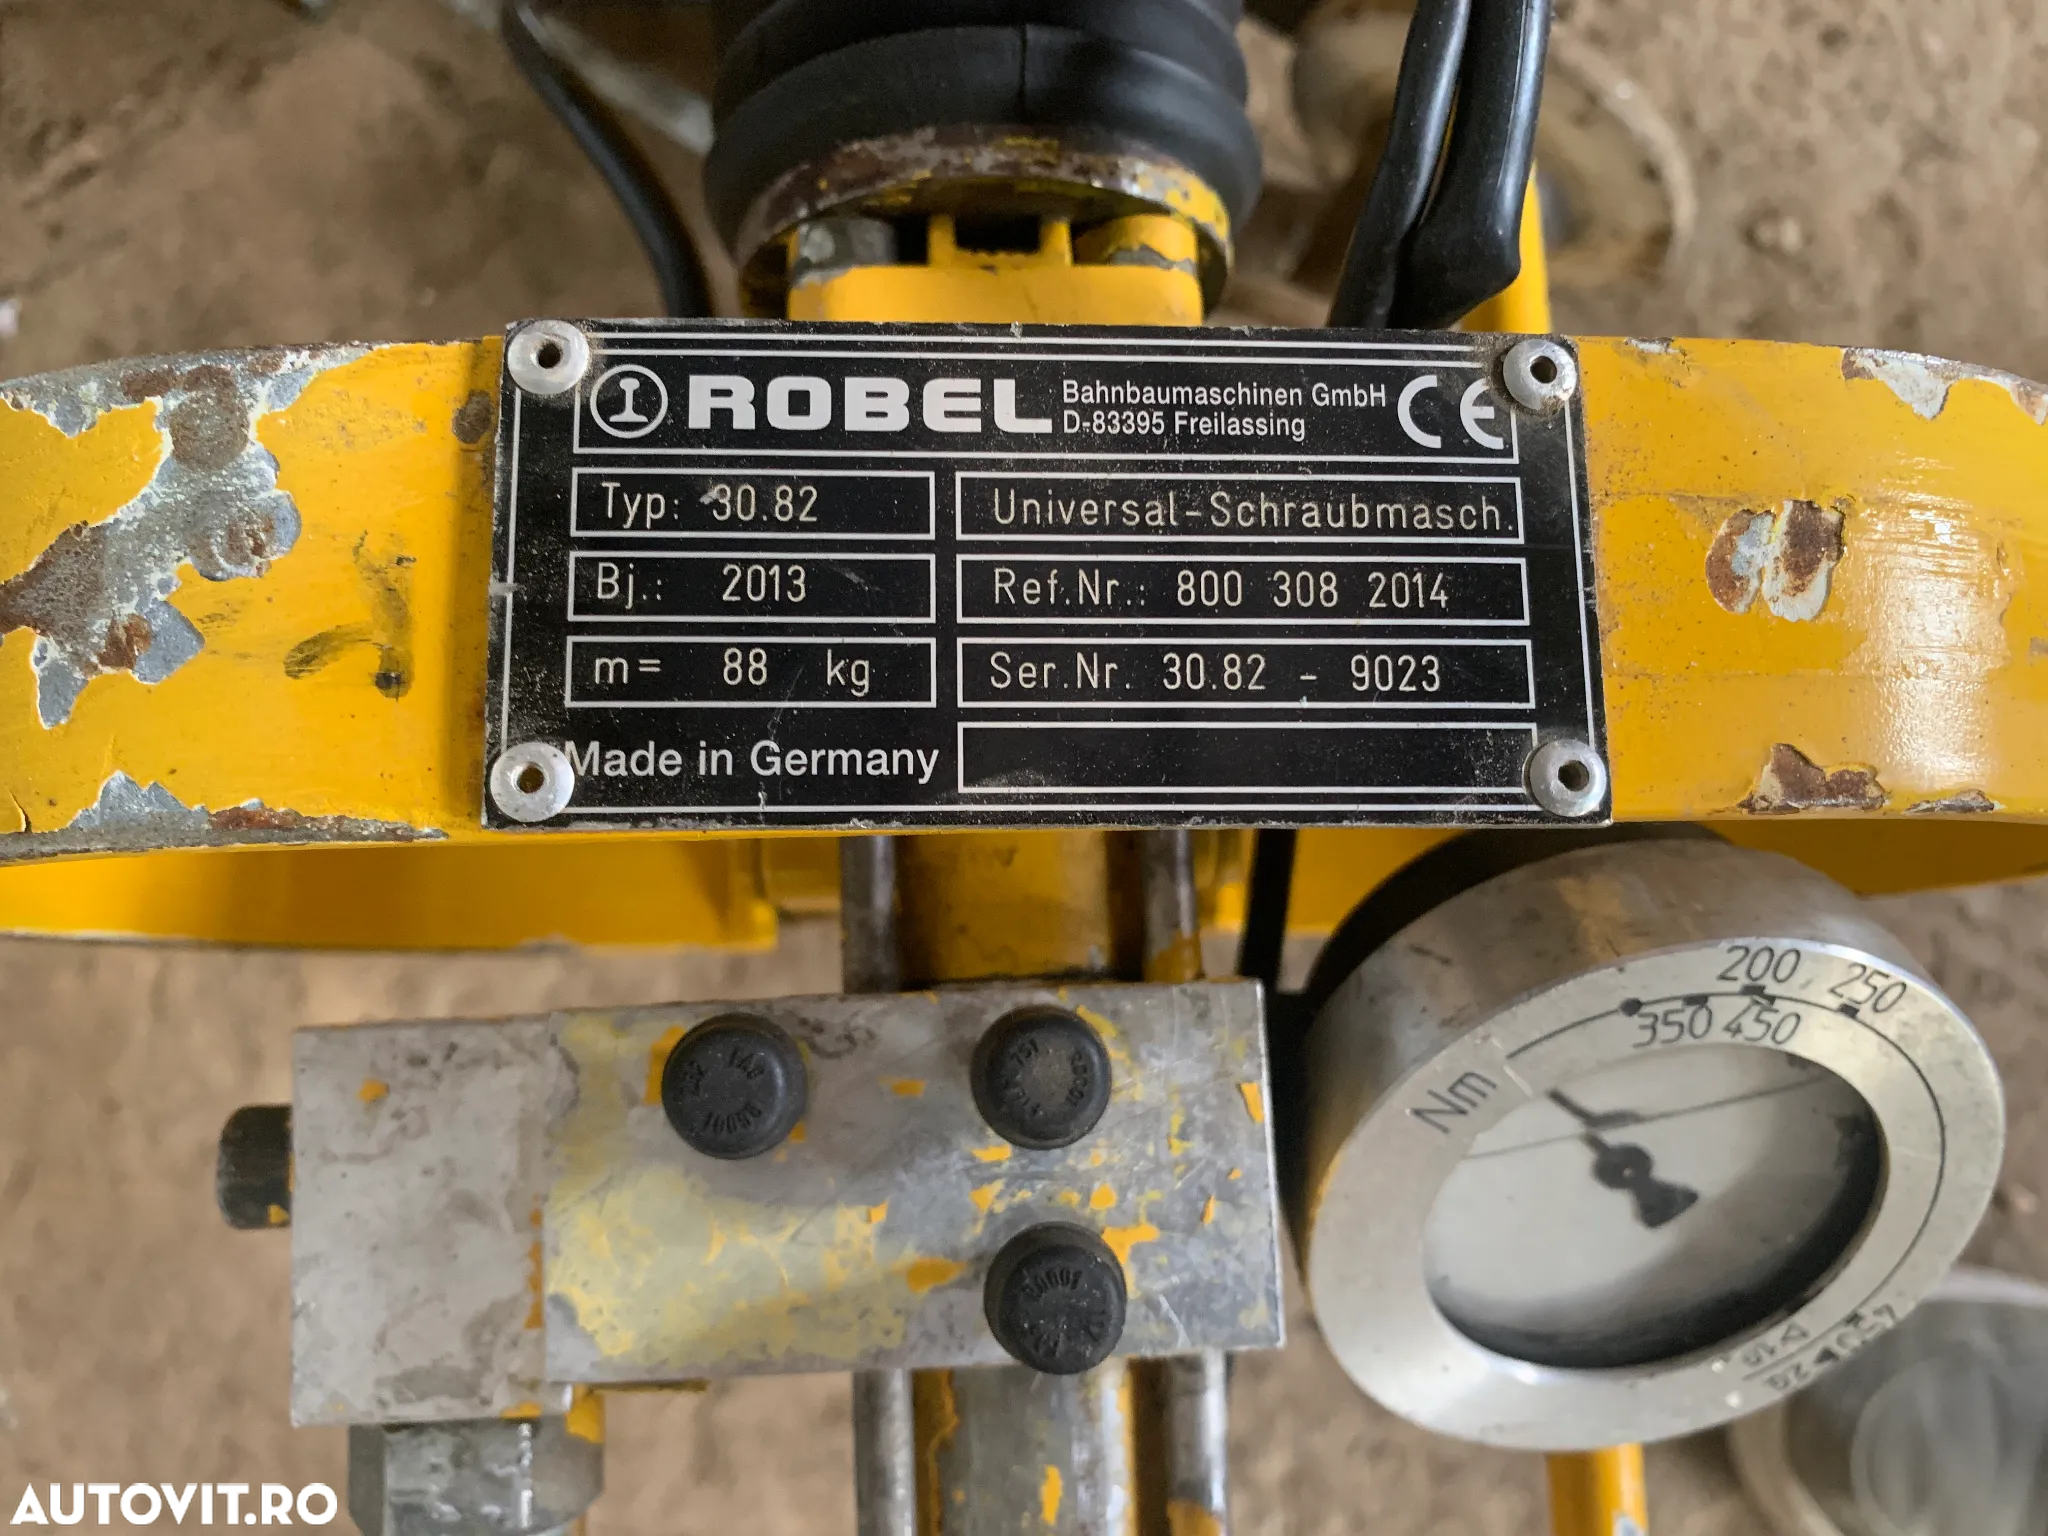 ROBEL Bahnbaumaschinen GmbH
D-83395 Freilassing
CE
Typ: 30.82
Universal-Schraubmasch.
Bj.: 2013
Ref.Nr.: 800 308 2014
m= 88 kg
Ser.Nr. 30.82 - 9023
Made in Germany
200 250
350 450
Nm
AUTOVIT.RO